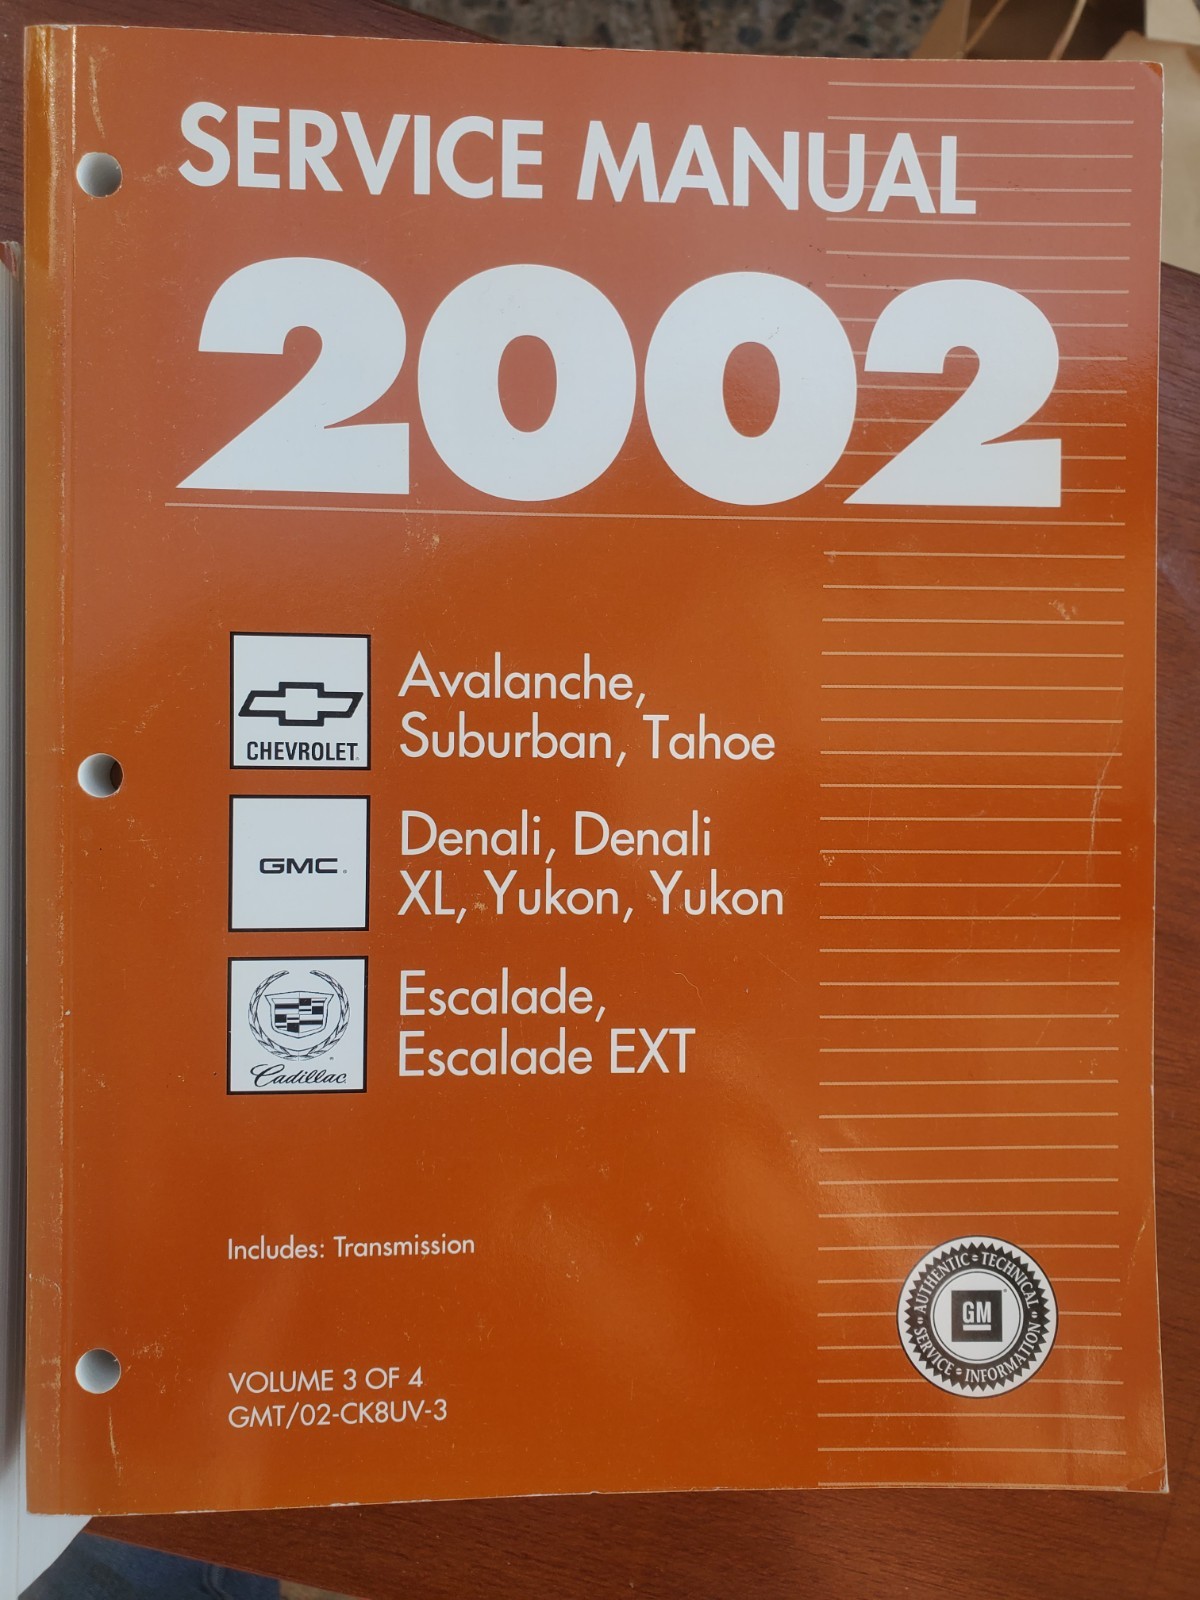 SERVICE MANUAL
2002
CHEVROLET
Avalanche,
Suburban, Tahoe
GMC
Denali, Denali
XL, Yukon, Yukon
Cadillac
Escalade,
Escalade EXT
Includes: Transmission
AUTHENTIC TECHNICAL
GM
SERVICE INFORMATION
VOLUME 3 OF 4
GMT/02-CK8UV-3